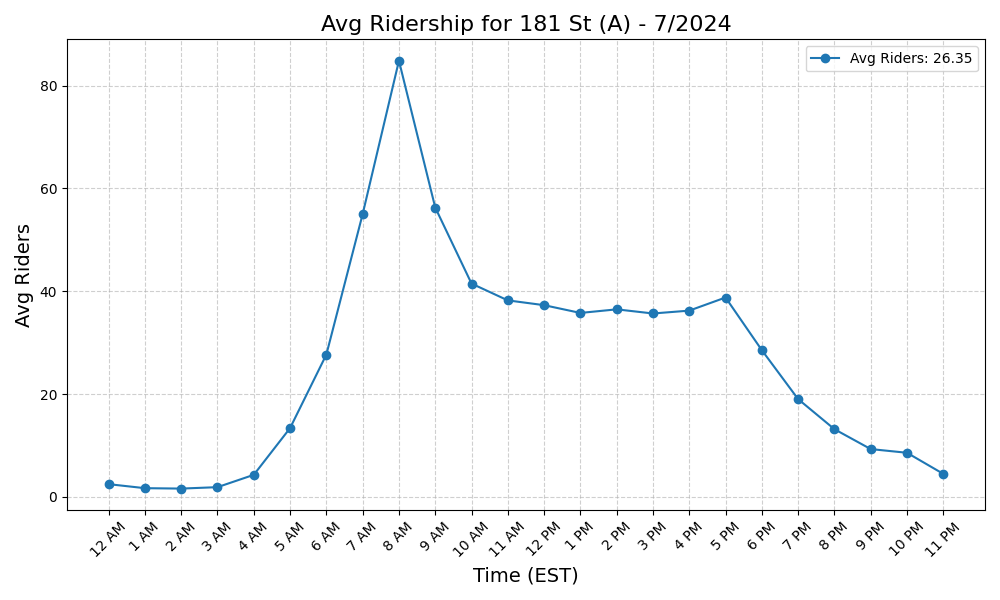 Avg Ridership for 181 St (A) - 7/2024
Avg Riders: 26.35
Avg Riders
80
60
40
20
0
12 AM
1 AM
2 AM
3 AM
4 AM
5 AM
6 AM
7 AM
8 AM
9 AM
10 AM
11 AM
12 PM
1 PM
2 PM
3 PM
4 PM
5 PM
6 PM
7 PM
8 PM
9 PM
10 PM
11 PM
Time (EST)